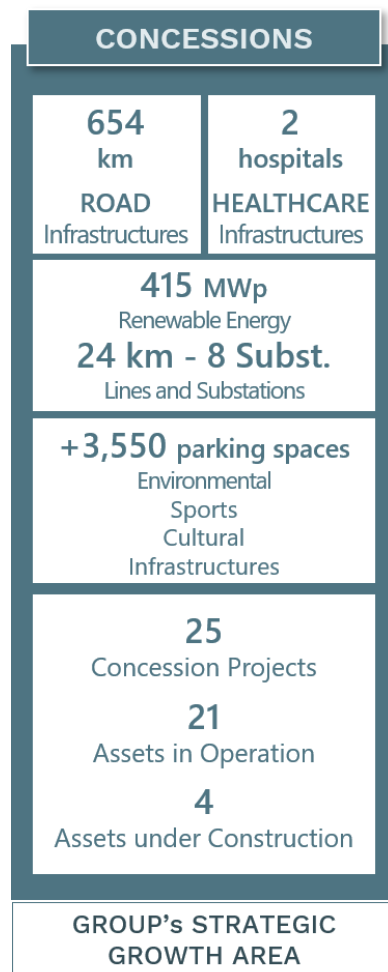 CONCESSIONS
654
km
ROAD
Infrastructures
2
hospitals
HEALTHCARE
Infrastructures
415 MWp
Renewable Energy
24 km - 8 Subst.
Lines and Substations
+3,550 parking spaces
Environmental
Sports
Cultural
Infrastructures
25
Concession Projects
21
Assets in Operation
4
Assets under Construction
GROUP's STRATEGIC
GROWTH AREA